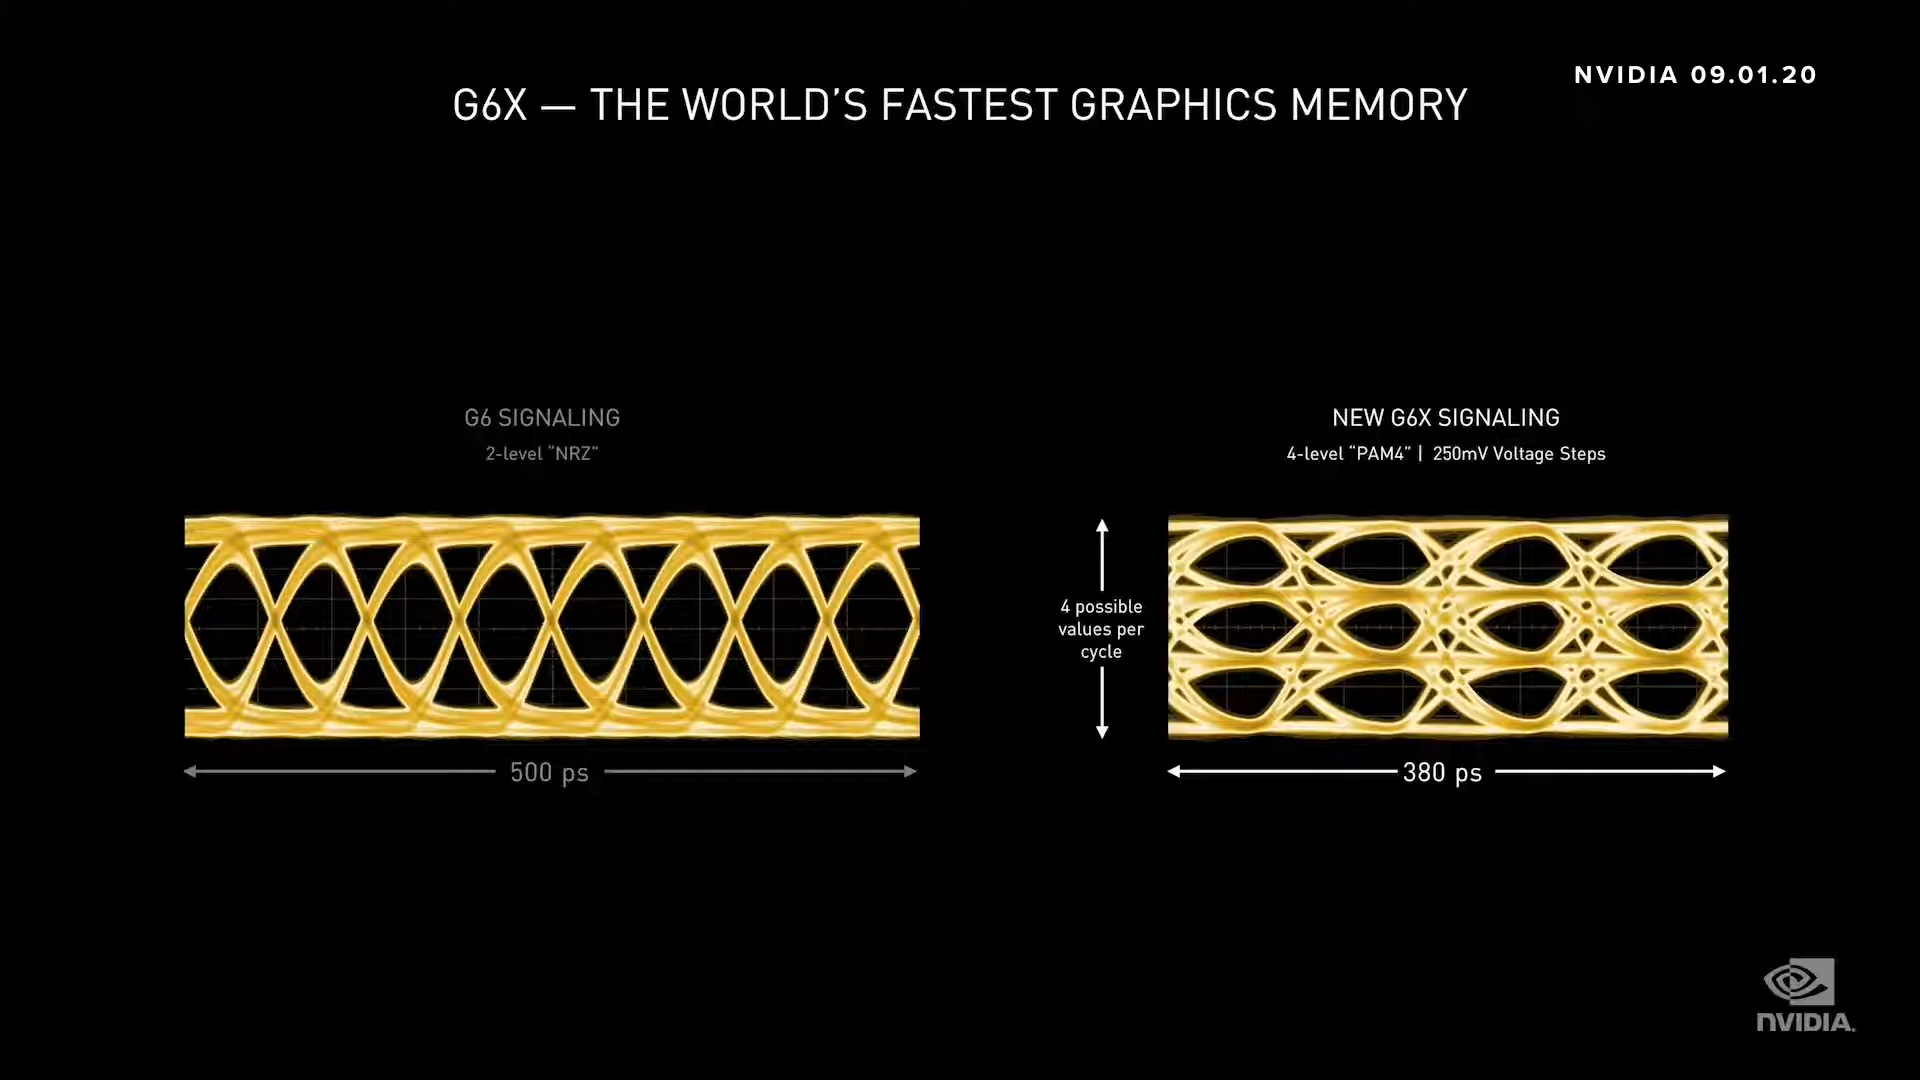 NVIDIA 09.01.20
G6X — THE WORLD'S FASTEST GRAPHICS MEMORY
G6 SIGNALING
2-level “NRZ”
500 ps
NEW G6X SIGNALING
4-level “PAM4” | 250mV Voltage Steps
4 possible
values per
cycle
380 ps
NVIDIA.